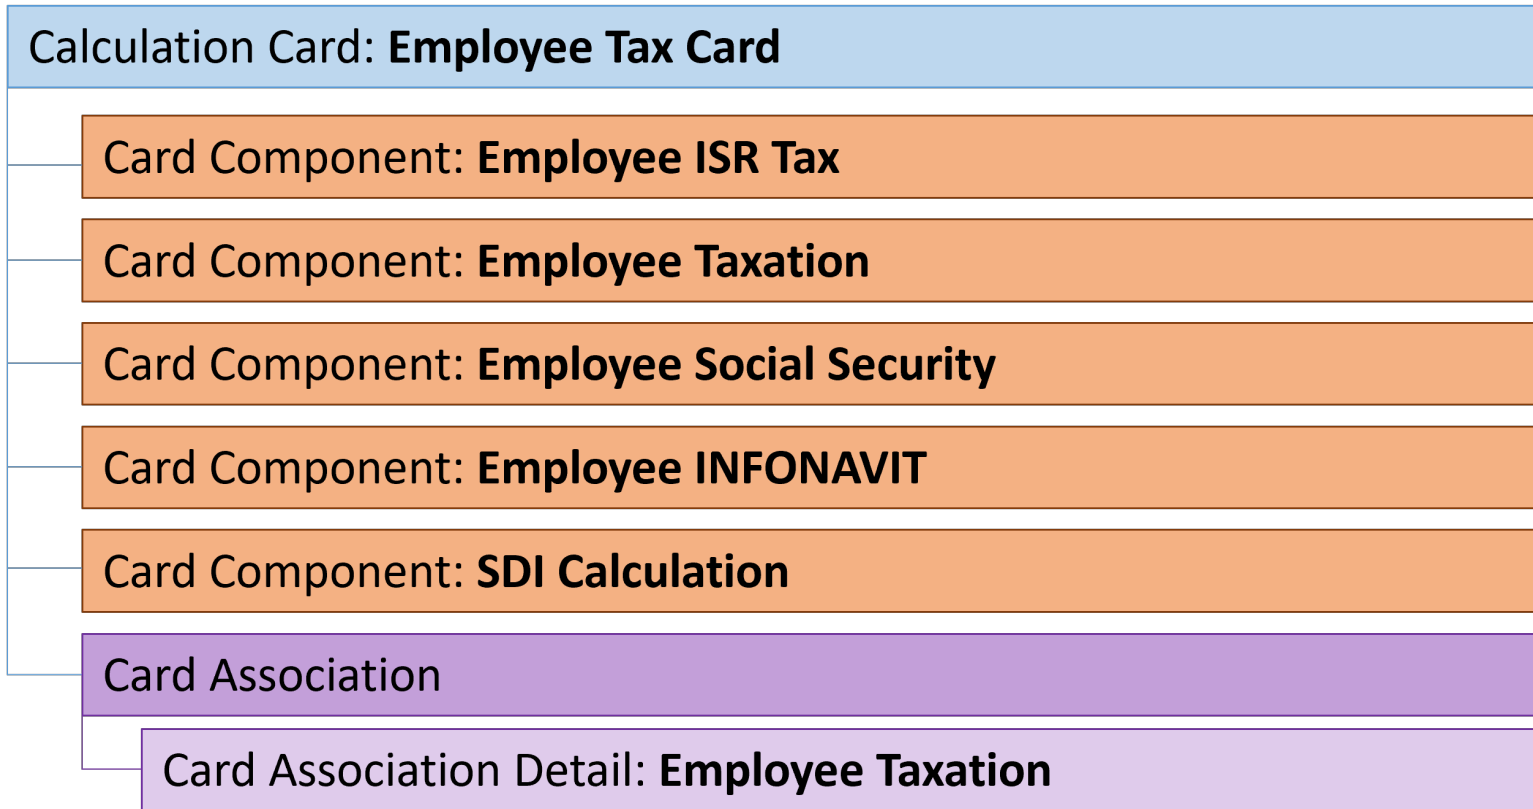 Calculation Card: Employee Tax Card
Card Component: Employee ISR Tax
Card Component: Employee Taxation
Card Component: Employee Social Security
Card Component: Employee INFONAVIT
Card Component: SDI Calculation
Card Association
Card Association Detail: Employee Taxation